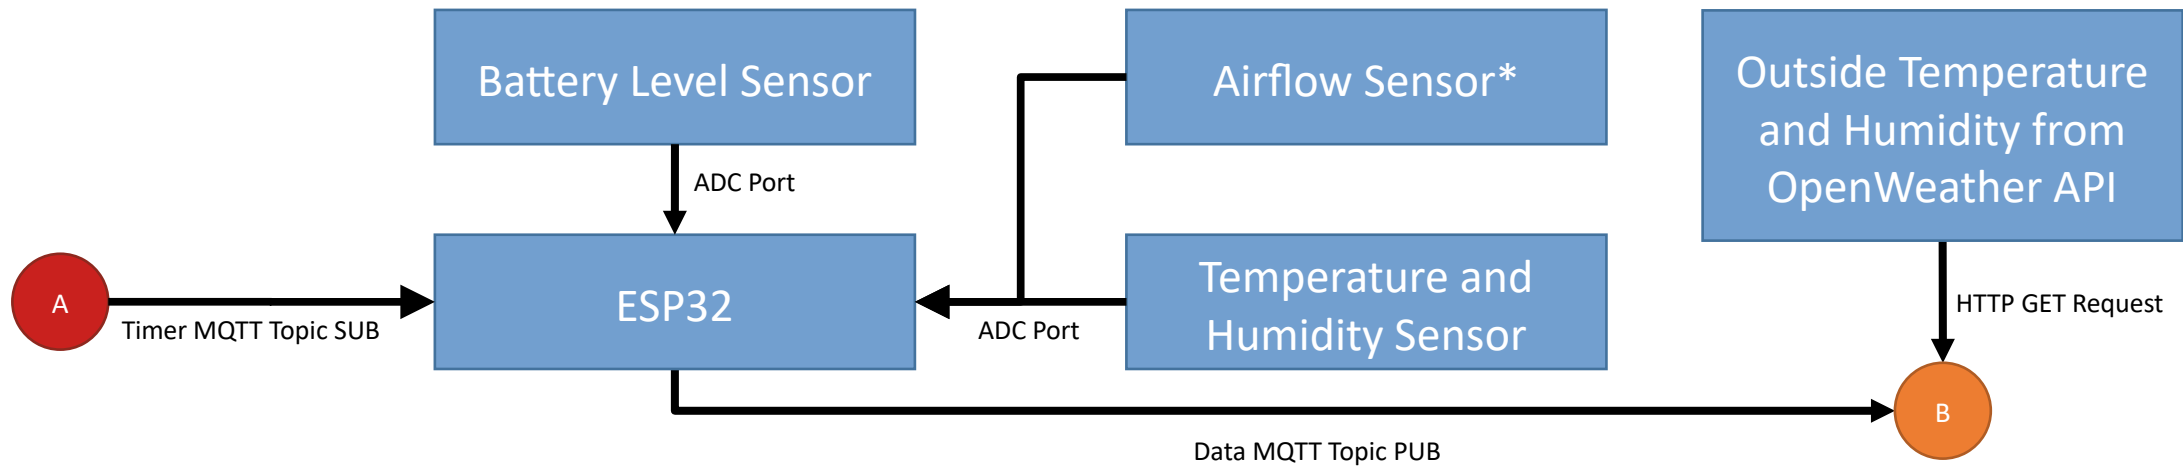 Battery Level Sensor
Airflow Sensor*
Outside Temperature
and Humidity from
OpenWeather API
ADC Port
A
Timer MQTT Topic SUB
ESP32
ADC Port
Temperature and
Humidity Sensor
HTTP GET Request
B
Data MQTT Topic PUB